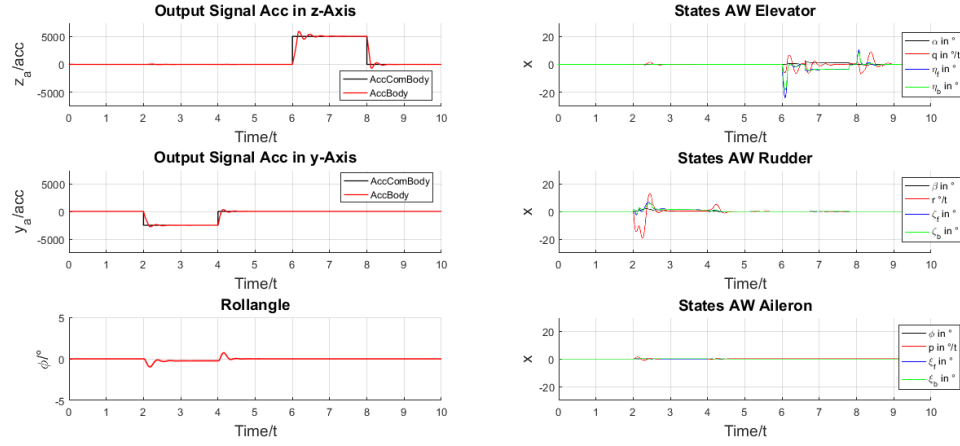 Output Signal Acc in z-Axis
z_a/acc
5000
0
-5000
AccComBody
AccBody
0 1 2 3 4 5 6 7 8 9 10
Time/t
States AW Elevator
x
20
0
-20
α in °
q in °/t
η_f in °
η_b in °
0 1 2 3 4 5 6 7 8 9 10
Time/t
Output Signal Acc in y-Axis
y_a/acc
5000
0
-5000
AccComBody
AccBody
0 1 2 3 4 5 6 7 8 9 10
Time/t
States AW Rudder
x
20
0
-20
β in °
r °/t
ζ_f in °
ζ_b in °
0 1 2 3 4 5 6 7 8 9 10
Time/t
Rollangle
ϕ/°
5
0
-5
0 1 2 3 4 5 6 7 8 9 10
Time/t
States AW Aileron
x
20
0
-20
ϕ in °
p in °/t
ξ_f in °
ξ_b in °
0 1 2 3 4 5 6 7 8 9 10
Time/t